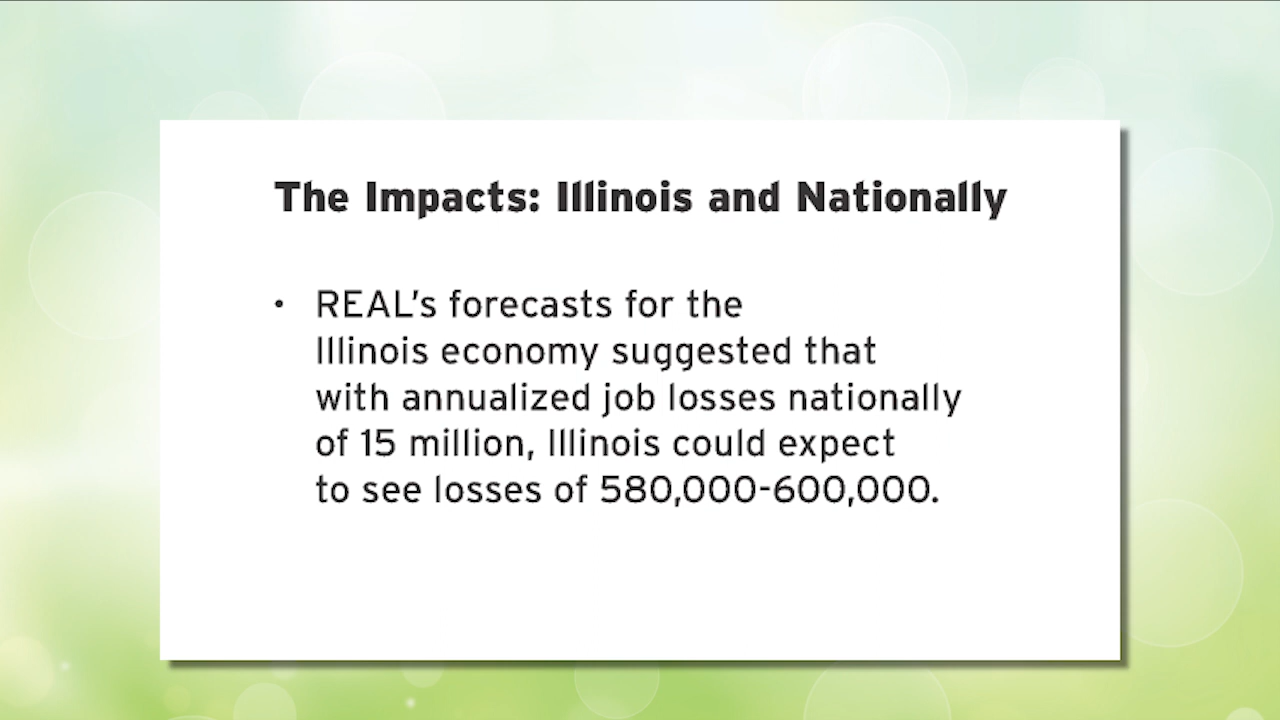 The Impacts: Illinois and Nationally
• REAL's forecasts for the
Illinois economy suggested that
with annualized job losses nationally
of 15 million, Illinois could expect
to see losses of 580,000-600,000.